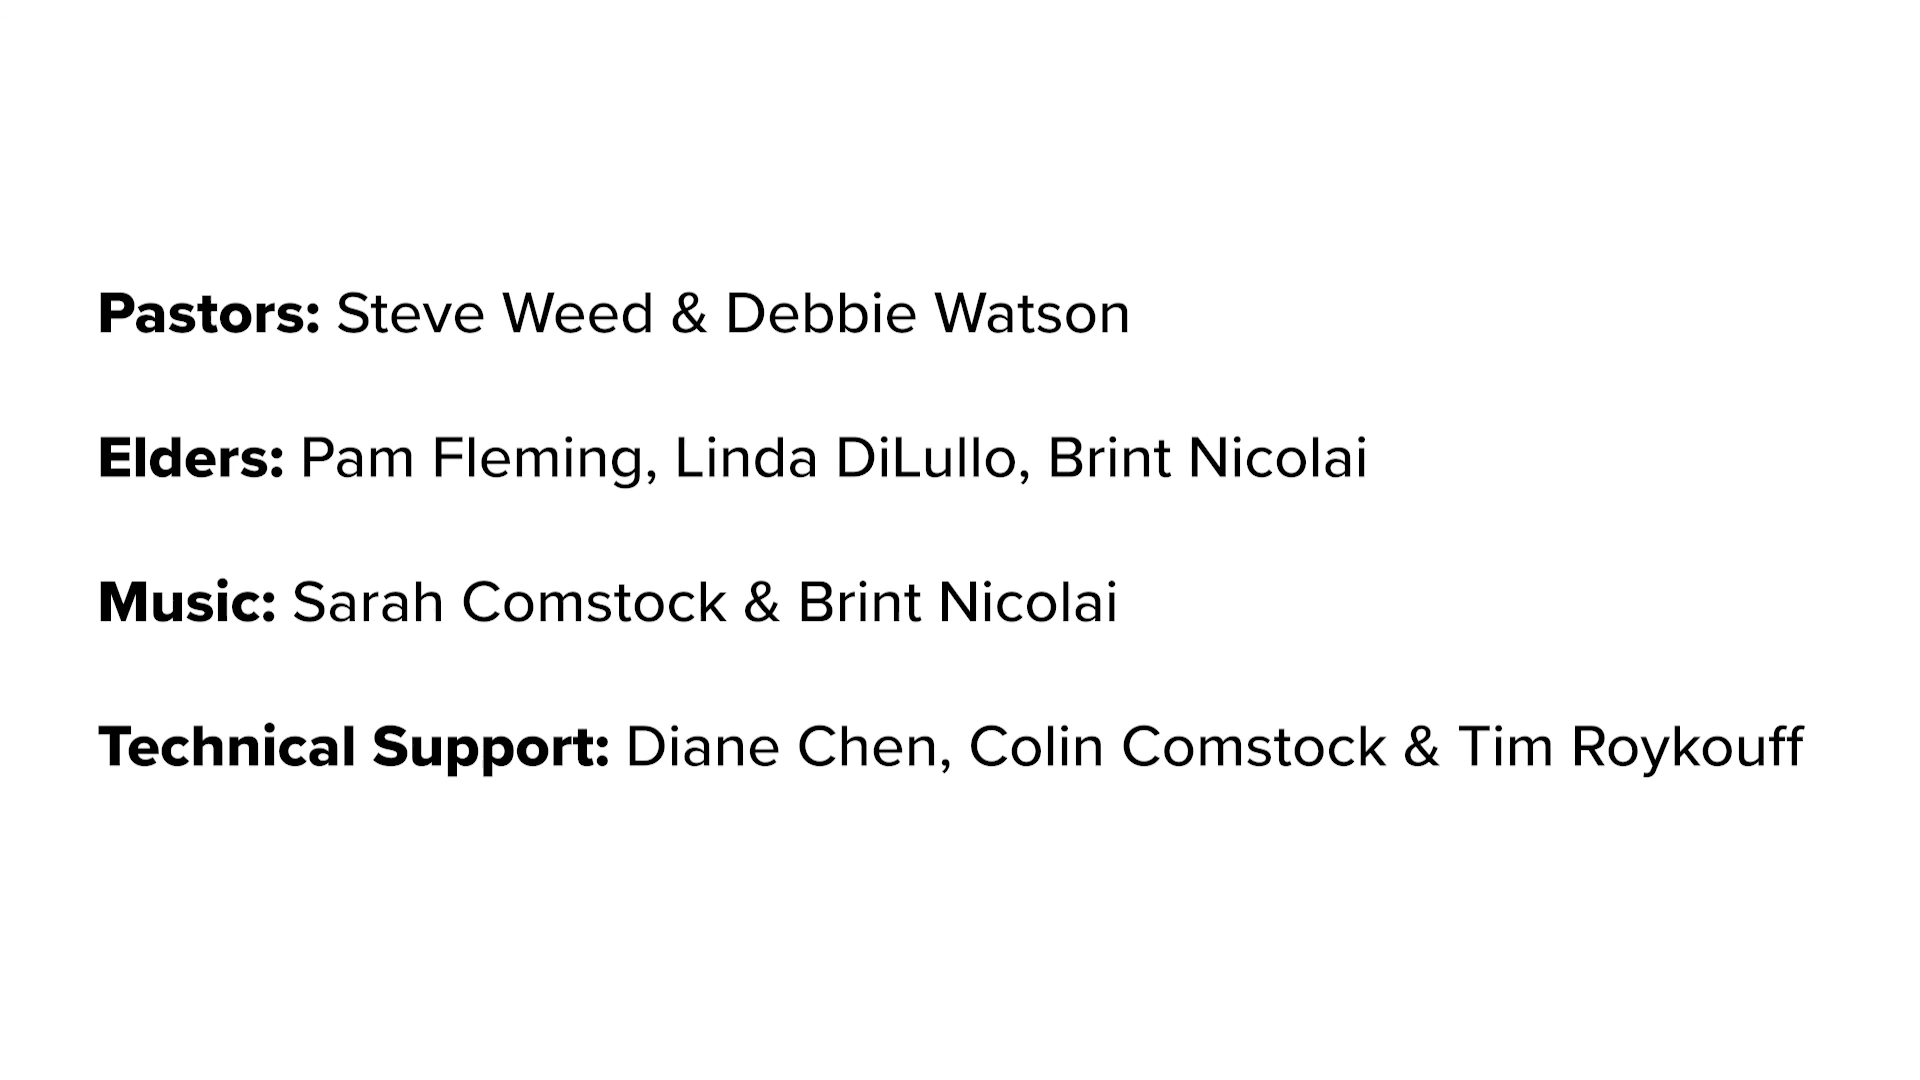 Pastors: Steve Weed & Debbie Watson
Elders: Pam Fleming, Linda DiLullo, Brint Nicolai
Music: Sarah Comstock & Brint Nicolai
Technical Support: Diane Chen, Colin Comstock & Tim Roykouff